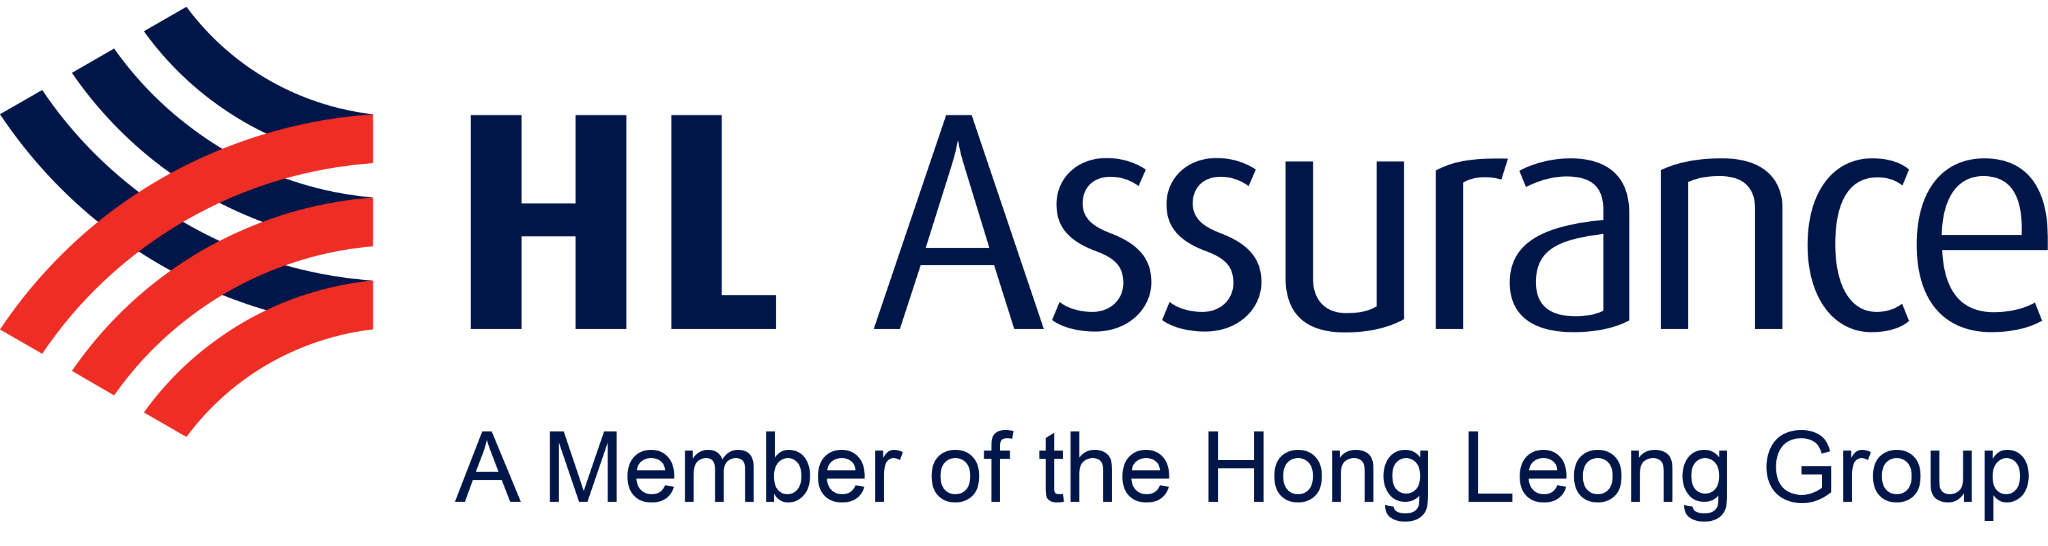 HL Assurance
A Member of the Hong Leong Group